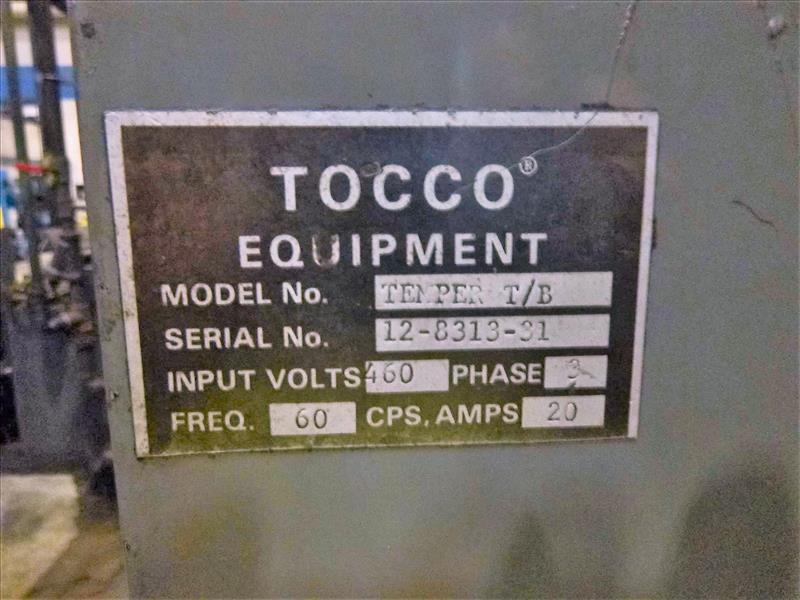 TOCCO®
EQUIPMENT
MODEL No. TEMPER T/B
SERIAL No. 12-8313-31
INPUT VOLTS 460 PHASE 3
FREQ. 60 CPS, AMPS 20